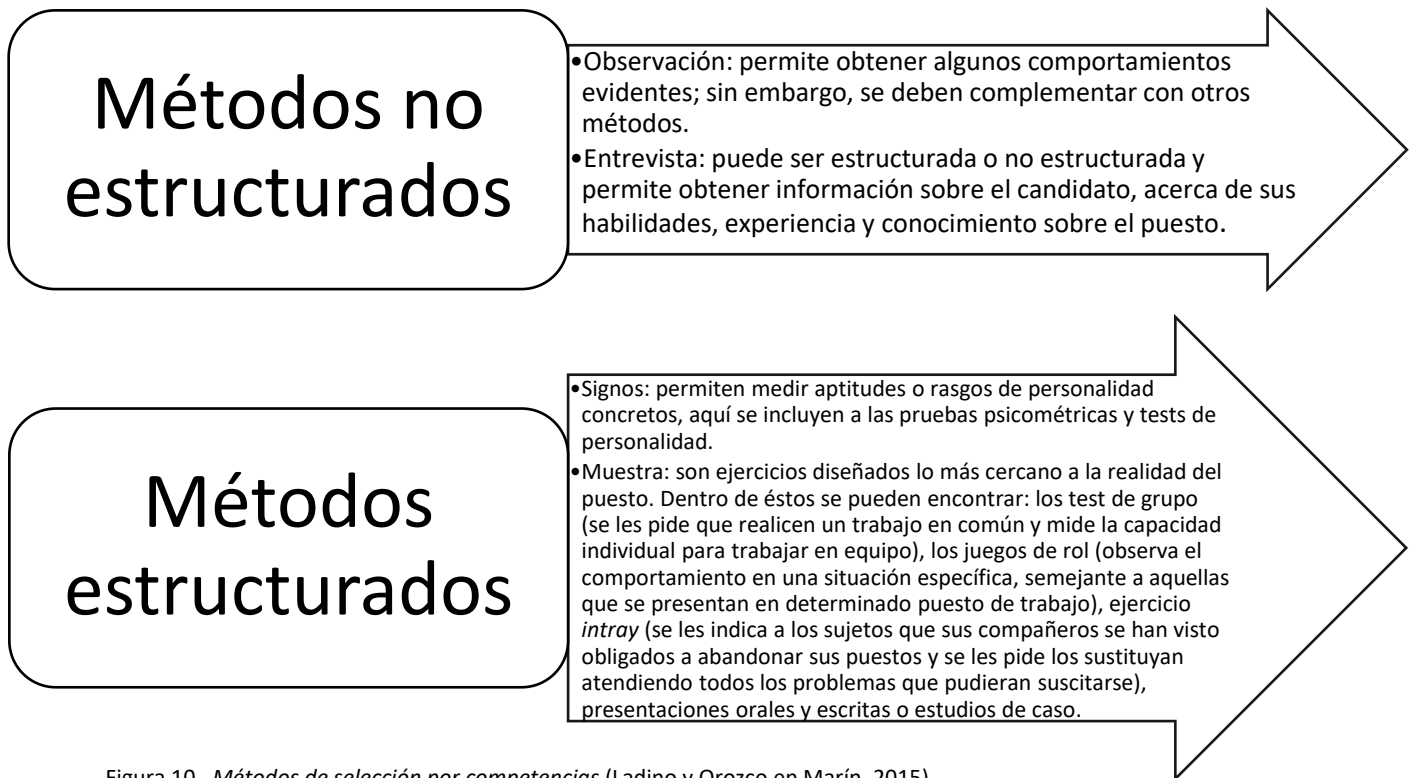 Métodos no
estructurados
•Observación: permite obtener algunos comportamientos
evidentes; sin embargo, se deben complementar con otros
métodos.
•Entrevista: puede ser estructurada o no estructurada y
permite obtener información sobre el candidato, acerca de sus
habilidades, experiencia y conocimiento sobre el puesto.
Métodos
estructurados
•Signos: permiten medir aptitudes o rasgos de personalidad
concretos, aquí se incluyen a las pruebas psicométricas y tests de
personalidad.
•Muestra: son ejercicios diseñados lo más cercano a la realidad del
puesto. Dentro de éstos se pueden encontrar: los test de grupo
(se les pide que realicen un trabajo en común y mide la capacidad
individual para trabajar en equipo), los juegos de rol (observa el
comportamiento en una situación específica, semejante a aquellas
que se presentan en determinado puesto de trabajo), ejercicio
intray (se les indica a los sujetos que sus compañeros se han visto
obligados a abandonar sus puestos y se les pide los sustituyan
atendiendo todos los problemas que pudieran suscitarse),
presentaciones orales y escritas o estudios de caso.
Figura 10. Métodos de selección por competencias (Ladino y Orozco en Marín, 2015)